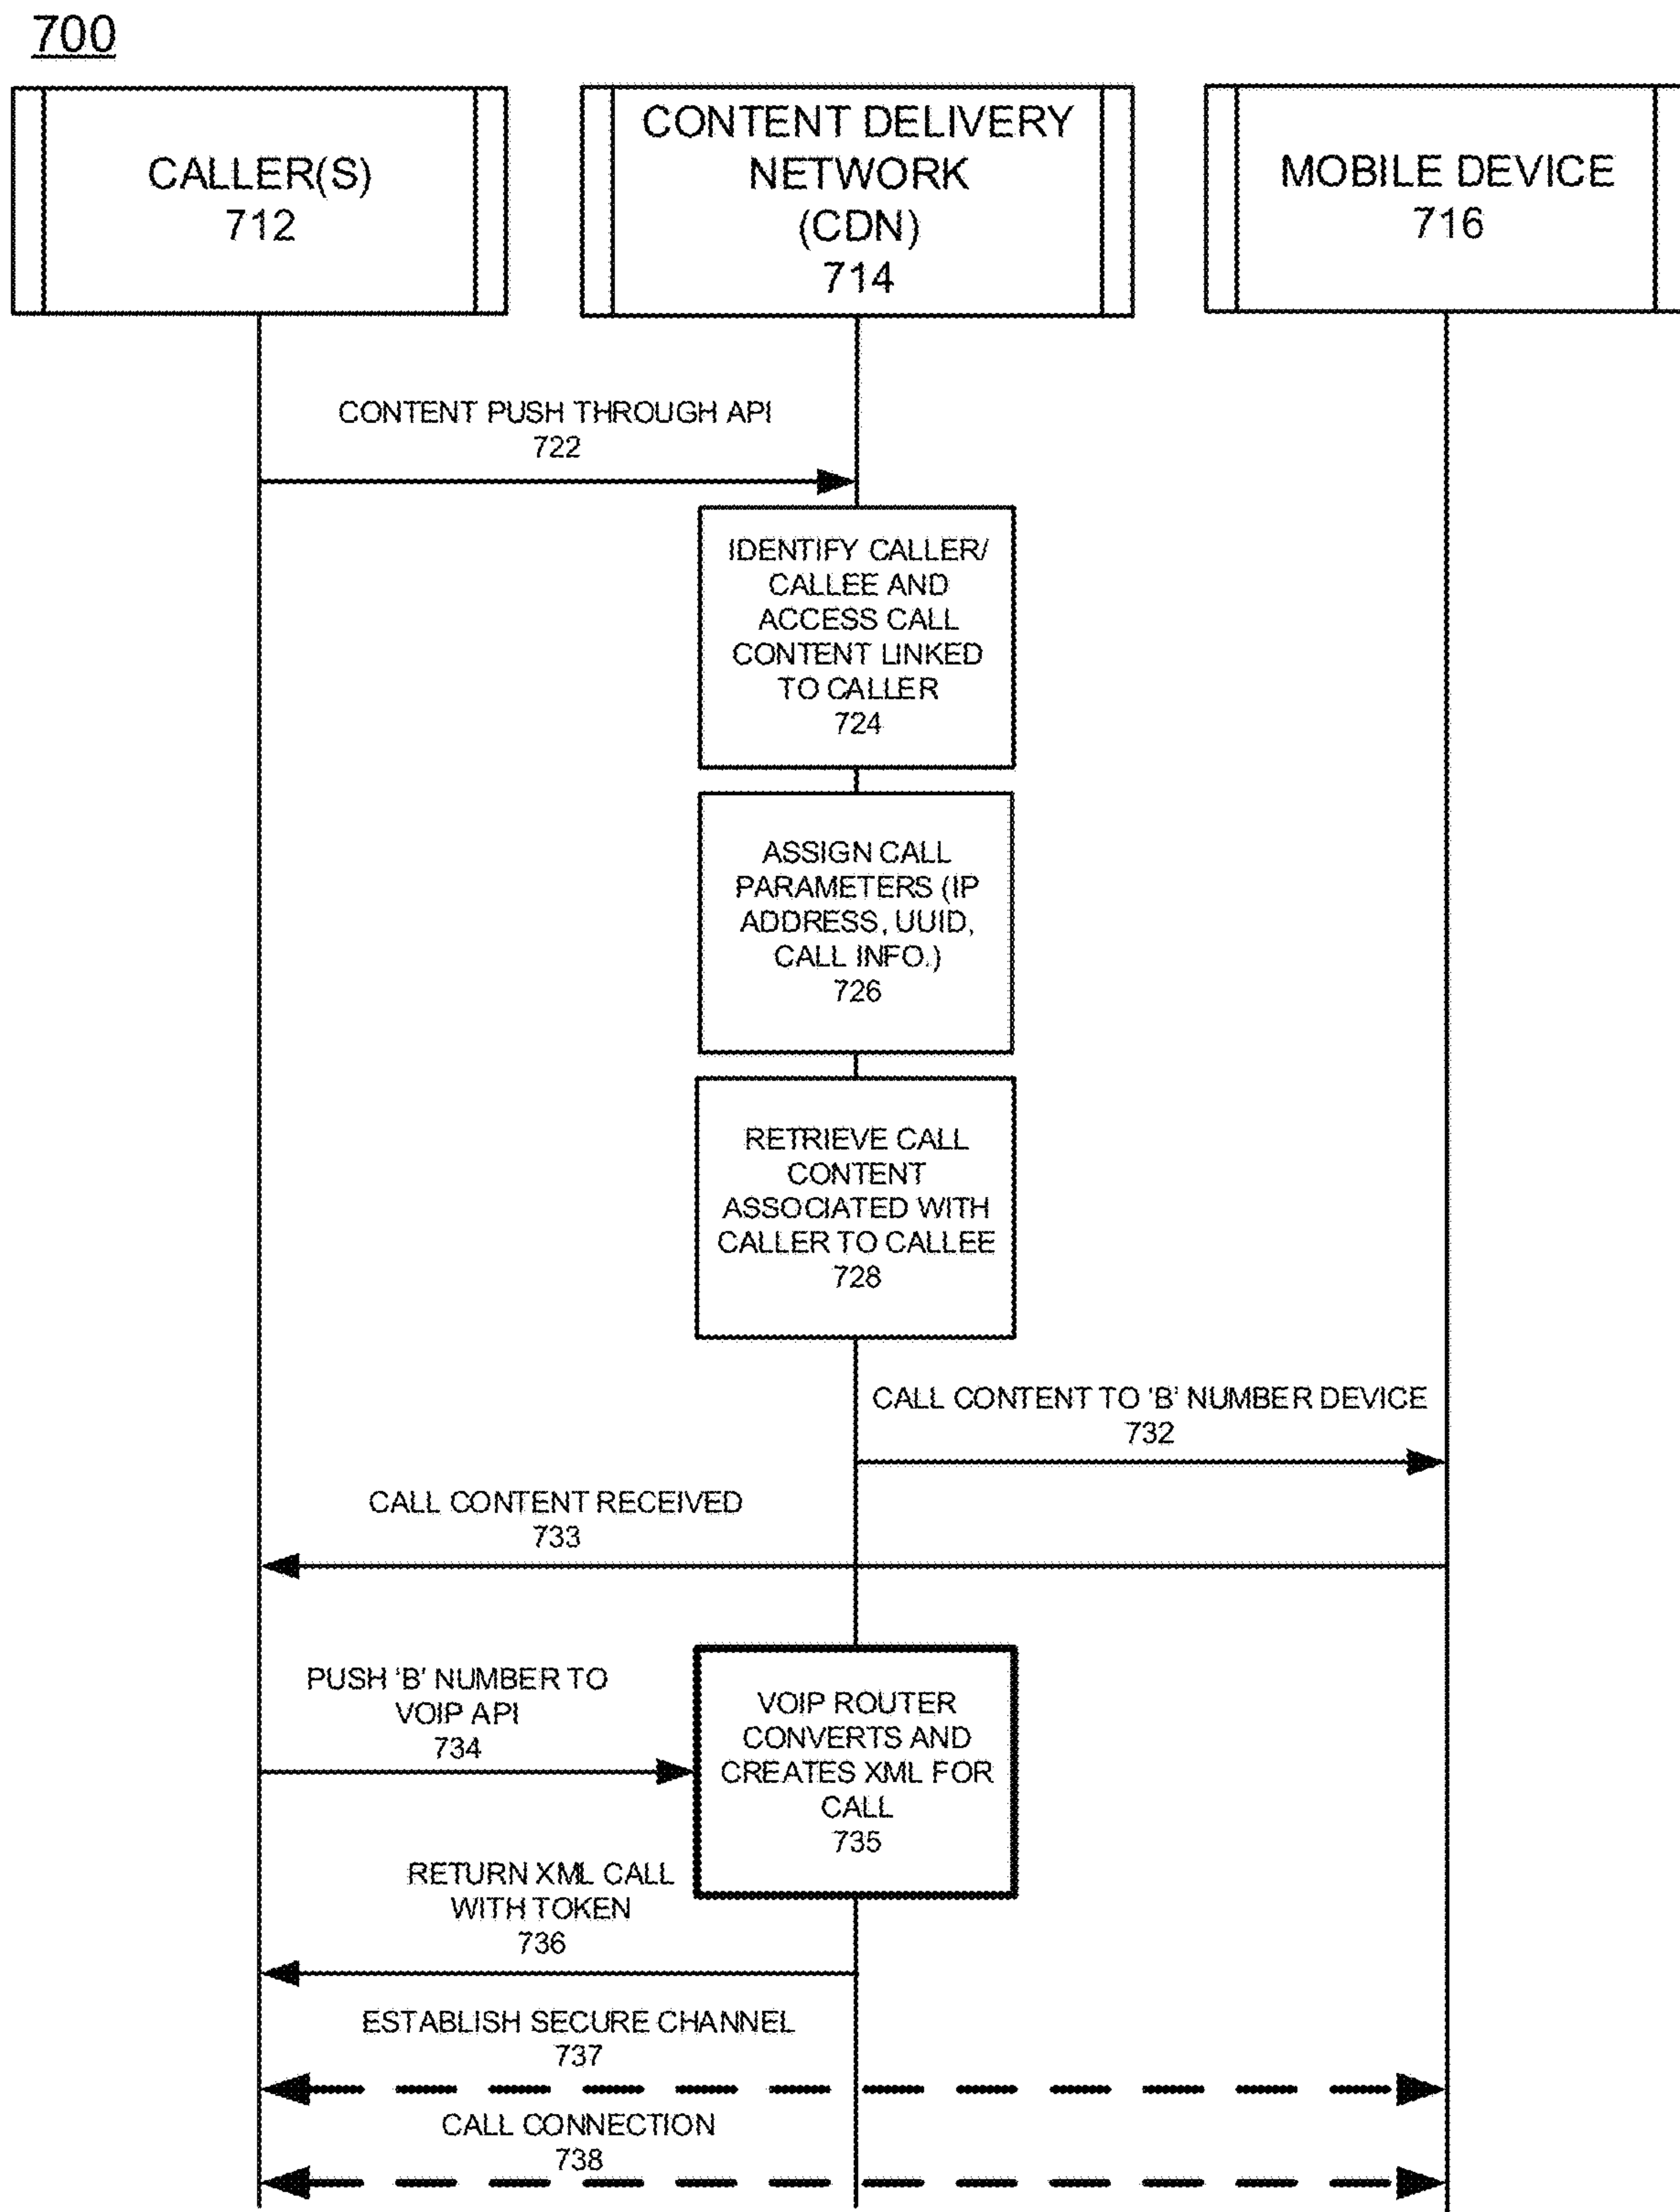 700
CALLER(S)
712
CONTENT DELIVERY
NETWORK
(CDN)
714
MOBILE DEVICE
716
CONTENT PUSH THROUGH API
722
IDENTIFY CALLER/
CALLEE AND
ACCESS CALL
CONTENT LINKED
TO CALLER
724
ASSIGN CALL
PARAMETERS (IP
ADDRESS, UUID,
CALL INFO.)
726
RETRIEVE CALL
CONTENT
ASSOCIATED WITH
CALLER TO CALLEE
728
CALL CONTENT TO 'B' NUMBER DEVICE
732
CALL CONTENT RECEIVED
733
PUSH 'B' NUMBER TO
VOIP API
734
VOIP ROUTER
CONVERTS AND
CREATES XML FOR
CALL
735
RETURN XML CALL
WITH TOKEN
736
ESTABLISH SECURE CHANNEL
737
CALL CONNECTION
738